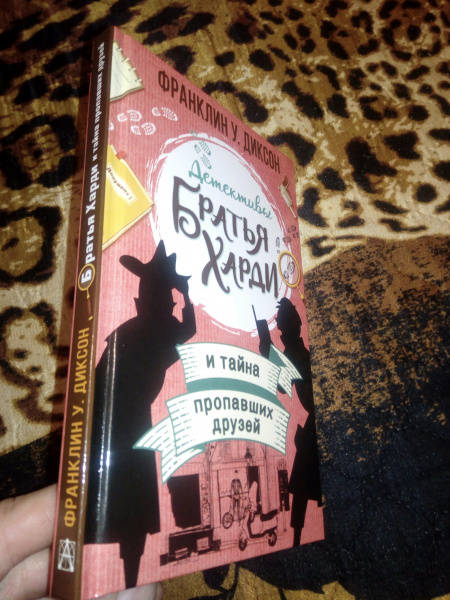 ФРАНКЛИН У. ДИКСОН
Детективы
БРАТЬЯ
ХАРДИ
и тайна
пропавших
друзей
ФРАНКЛИН У. ДИКСОН Братья Харди и тайна пропавших друзей